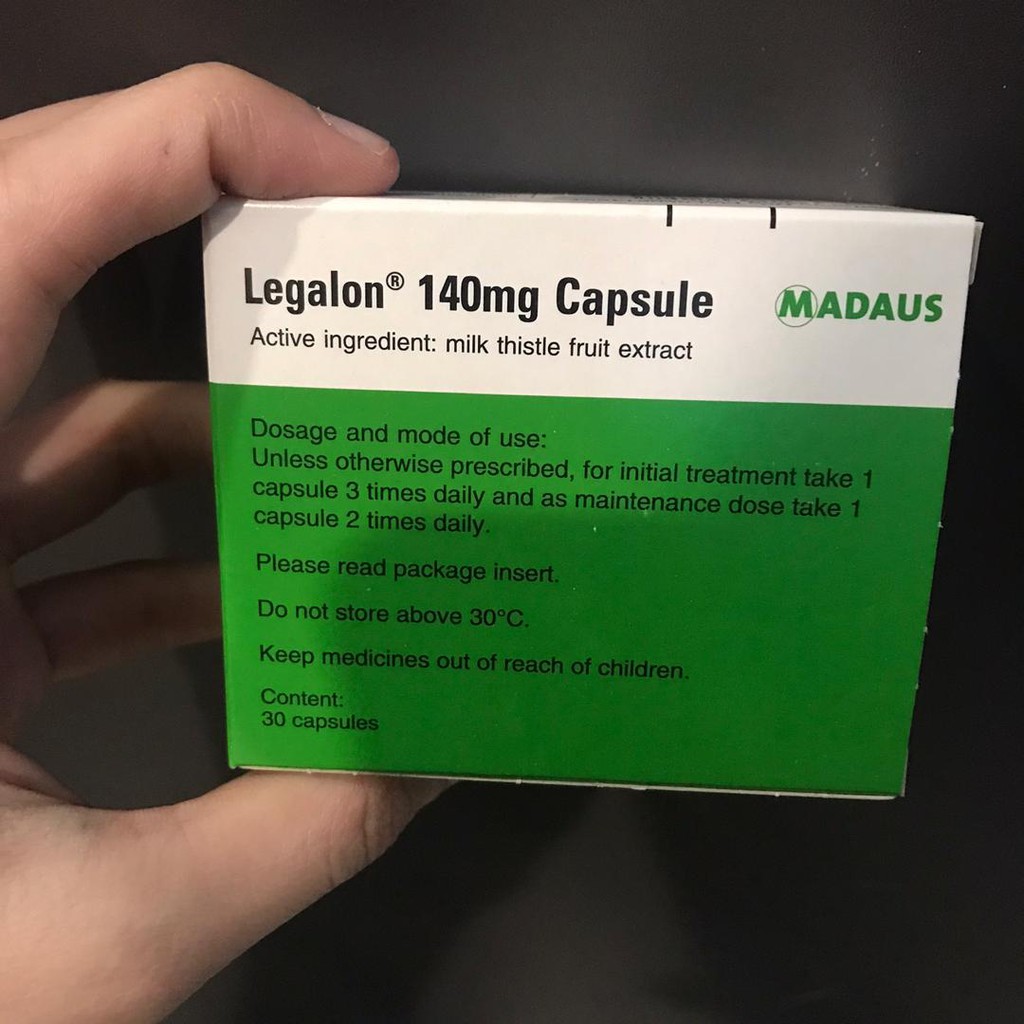 Legalon® 140mg Capsule
MADAUS
Active ingredient: milk thistle fruit extract
Dosage and mode of use:
Unless otherwise prescribed, for initial treatment take 1
capsule 3 times daily and as maintenance dose take 1
capsule 2 times daily.
Please read package insert.
Do not store above 30°C.
Keep medicines out of reach of children.
Content:
30 capsules